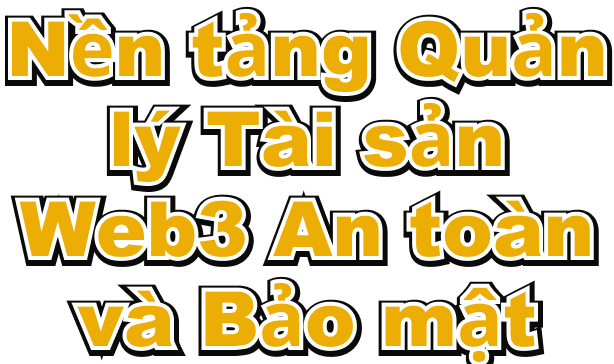 Nền tảng Quản
lý Tài sản
Web3 An toàn
và Bảo mật